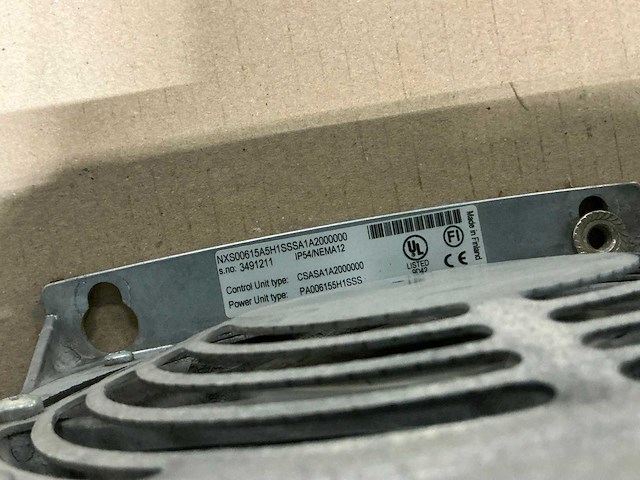 NXS00615A5H1SSSA1A2000000
s.no: 3491211 IP54/NEMA12
Control Unit type: CSASA1A2000000
Power Unit type: PA006155H1SSS
UL
LISTED
FI
CE
Made in Finland